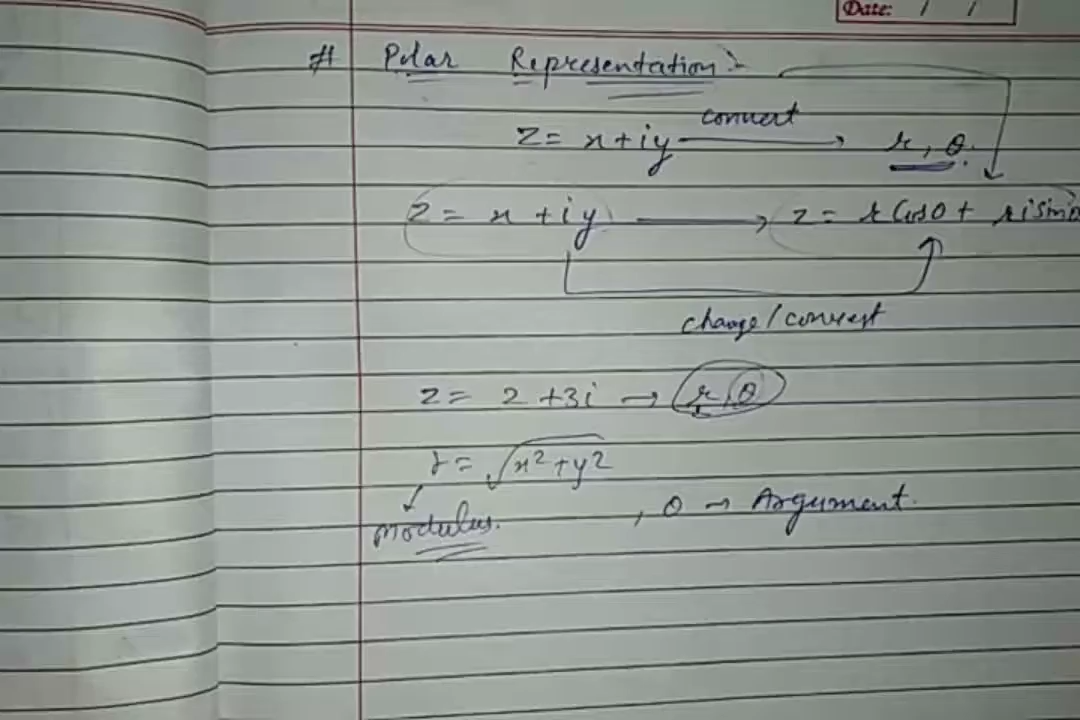 Date: / /
# Polar Representation :-
z = x + iy convert → r, θ.
z = x + iy → z = r cosθ + r i sinθ
change / convert
z = 2 + 3i → r, θ
r = √x² + y²
Modulus. , θ → Argument.